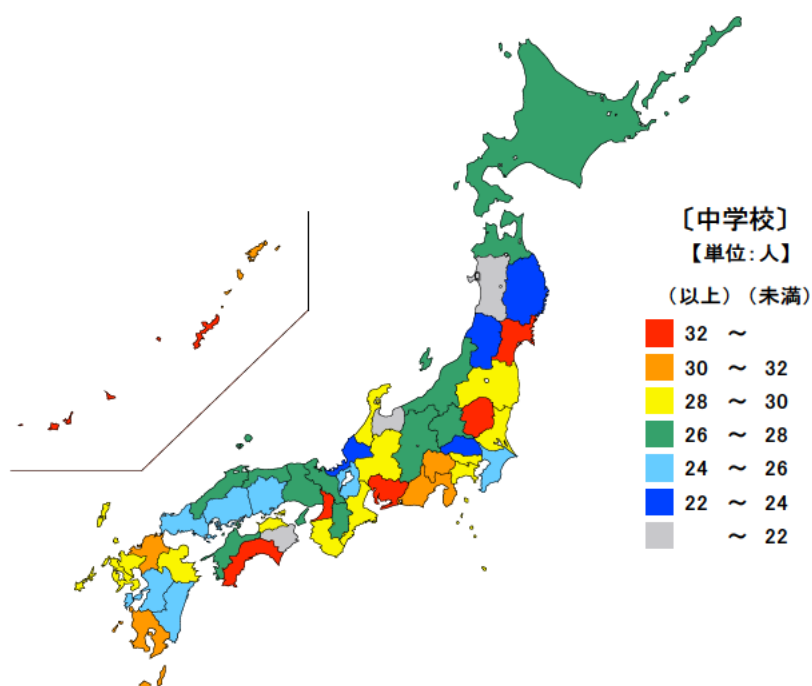 〔中学校〕
【単位：人】
（以上）（未満）
32 ～
30 ～ 32
28 ～ 30
26 ～ 28
24 ～ 26
22 ～ 24
～ 22